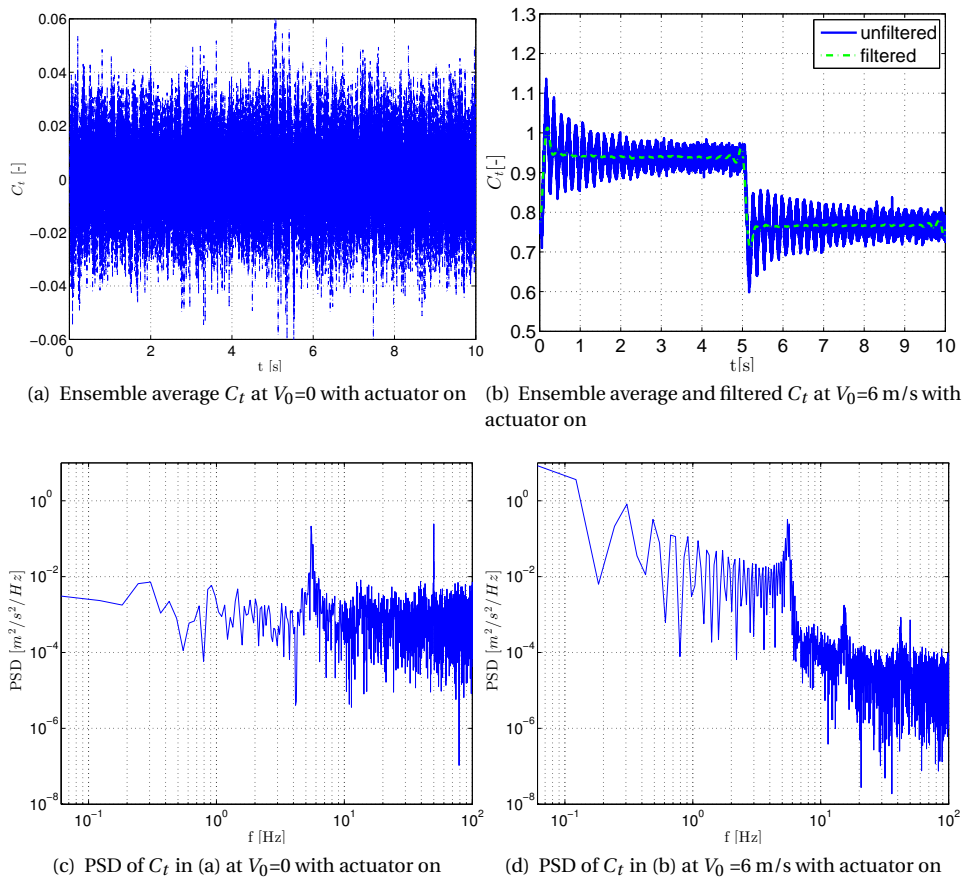 0.06
0.04
0.02
0
−0.02
−0.04
−0.06
C_t [-]
0 2 4 6 8 10
t [s]
1.3
1.2
1.1
1
0.9
0.8
0.7
0.6
0.5
C_t[-]
0 1 2 3 4 5 6 7 8 9 10
t[s]
unfiltered
filtered
(a) Ensemble average C_t at V_0=0 with actuator on
(b) Ensemble average and filtered C_t at V_0=6 m/s with
actuator on
10^0
10^−2
10^−4
10^−6
10^−8
PSD [m^2/s^2/Hz]
10^−1 10^0 10^1 10^2
f [Hz]
10^0
10^−2
10^−4
10^−6
10^−8
PSD [m^2/s^2/Hz]
10^−1 10^0 10^1 10^2
f [Hz]
(c) PSD of C_t in (a) at V_0=0 with actuator on
(d) PSD of C_t in (b) at V_0 =6 m/s with actuator on